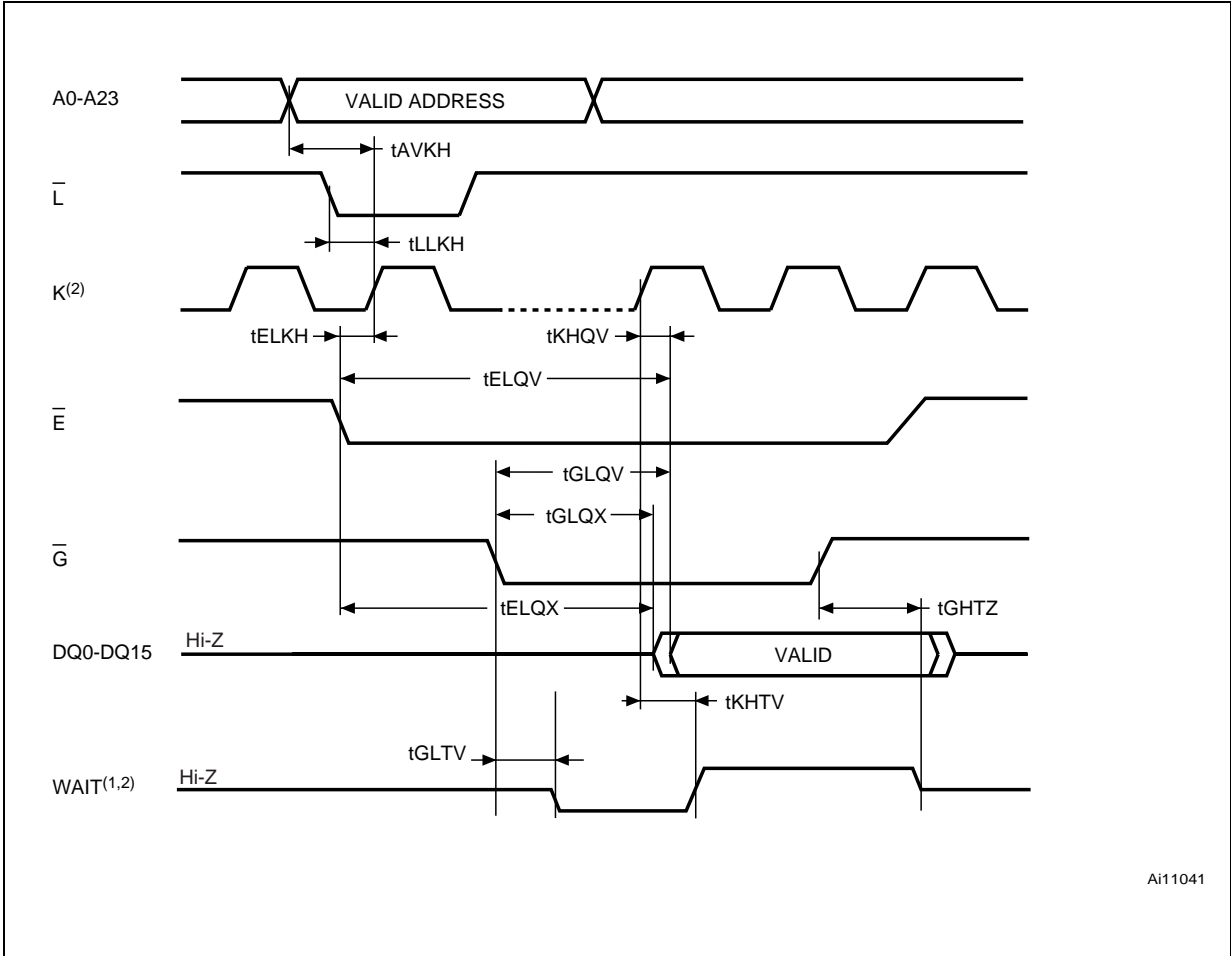 A0-A23
VALID ADDRESS
tAVKH
L
tLLKH
K(2)
tELKH
tKHQV
tELQV
E
tGLQV
tGLQX
G
tELQX
tGHTZ
DQ0-DQ15
Hi-Z
VALID
tKHTV
tGLTV
WAIT(1,2)
Hi-Z
Ai11041